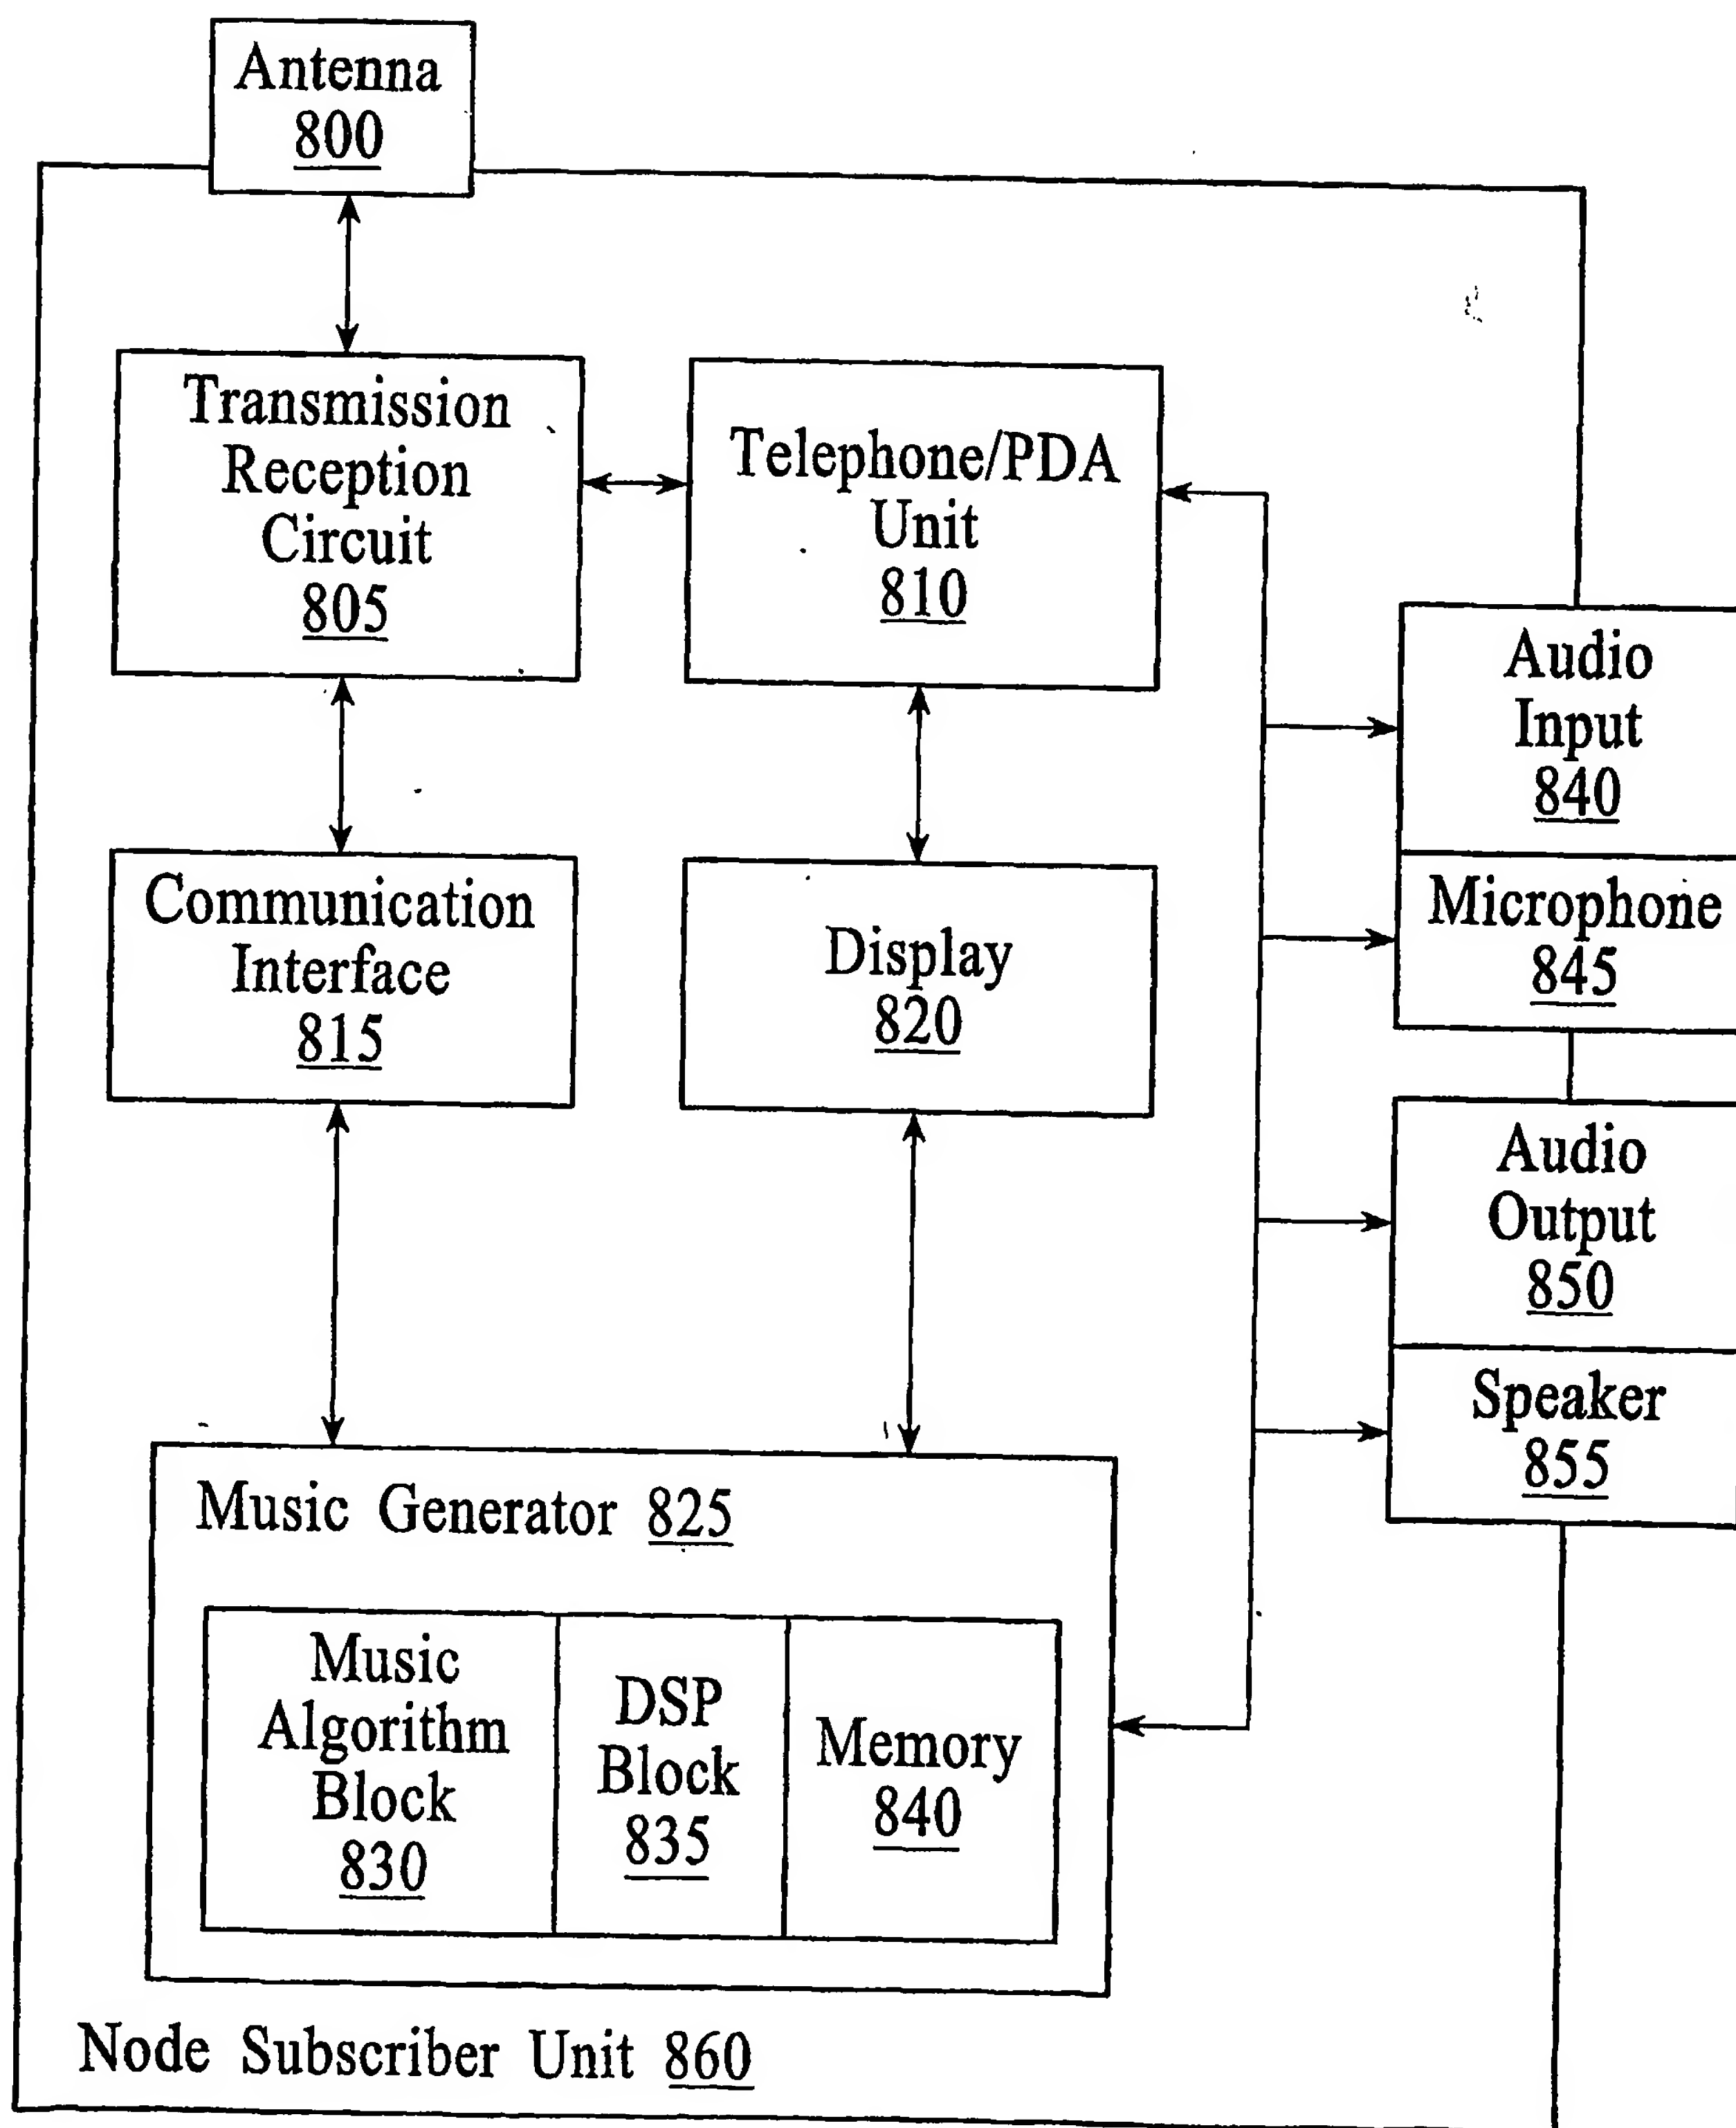 Antenna
800
Transmission
Reception
Circuit
805
Telephone/PDA
Unit
810
Audio
Input
840
Microphone
845
Communication
Interface
815
Display
820
Audio
Output
850
Speaker
855
Music Generator 825
Music
Algorithm
Block
830
DSP
Block
835
Memory
840
Node Subscriber Unit 860